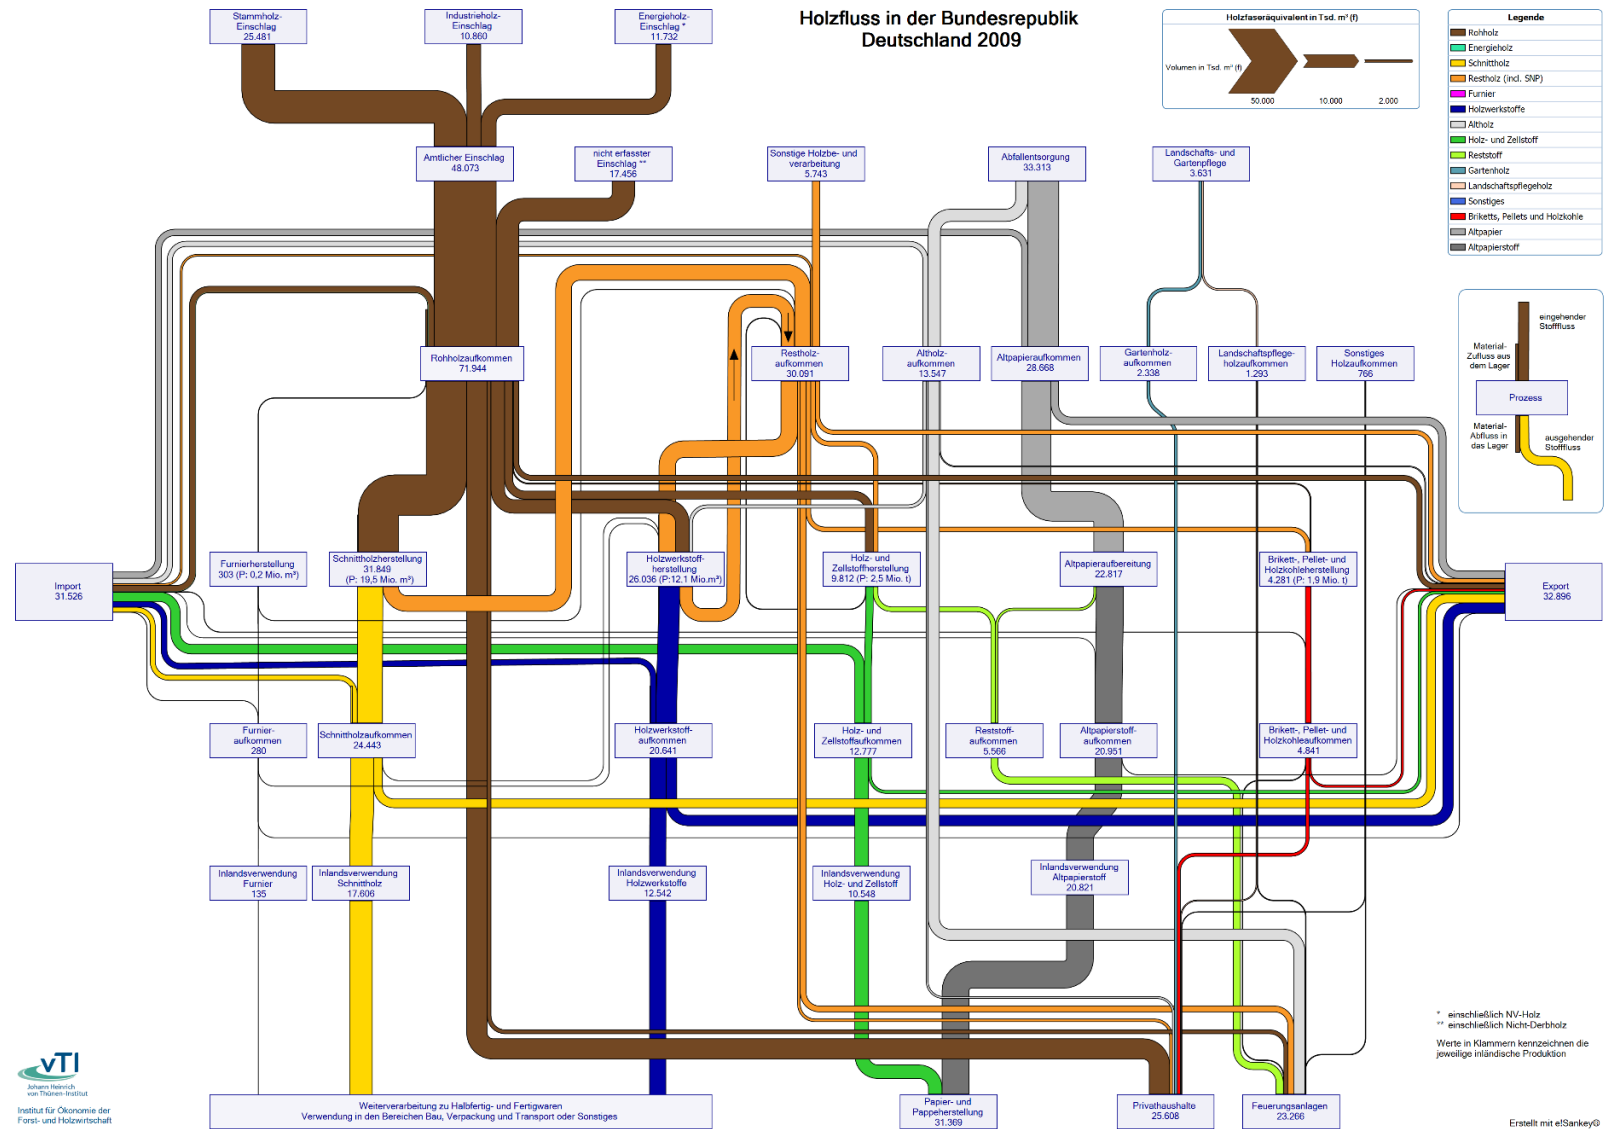 Holzfluss in der Bundesrepublik
Deutschland 2009
Stammholz-
Einschlag
25.481
Industrieholz-
Einschlag
10.860
Energieholz-
Einschlag *
11.732
Holzfaseräquivalent in Tsd. m³ (f)
Volumen in Tsd. m³ (f)
50.000
10.000
2.000
Legende
Rohholz
Energieholz
Schnittholz
Restholz (incl. SNP)
Furnier
Holzwerkstoffe
Altholz
Holz- und Zellstoff
Reststoff
Gartenholz
Landschaftspflegeholz
Sonstiges
Briketts, Pellets und Holzkohle
Altpapier
Altpapierstoff
Amtlicher Einschlag
48.073
nicht erfasster
Einschlag **
17.456
Sonstige Holzbe- und
verarbeitung
5.743
Abfallentsorgung
33.313
Landschafts- und
Gartenpflege
3.631
eingehender
Stofffluss
Material-
Zufluss aus
dem Lager
Prozess
Material-
Abfluss in
das Lager
ausgehender
Stofffluss
Rohholzaufkommen
71.944
Restholz-
aufkommen
30.091
Altholz-
aufkommen
13.547
Altpapieraufkommen
28.668
Gartenholz-
aufkommen
2.338
Landschaftspflege-
holzaufkommen
1.293
Sonstiges
Holzaufkommen
766
Import
31.526
Furnierherstellung
303 (P: 0,2 Mio. m³)
Schnittholzherstellung
31.849
(P: 19,5 Mio. m³)
Holzwerkstoff-
herstellung
26.036 (P:12,1 Mio.m³)
Holz- und
Zellstoffherstellung
9.812 (P: 2,5 Mio. t)
Altpapieraufbereitung
22.817
Brikett-, Pellet- und
Holzkohleherstellung
4.281 (P: 1,9 Mio. t)
Export
32.896
Furnier-
aufkommen
280
Schnittholzaufkommen
24.443
Holzwerkstoff-
aufkommen
20.641
Holz- und
Zellstoffaufkommen
12.777
Reststoff-
aufkommen
5.566
Altpapierstoff-
aufkommen
20.951
Brikett-, Pellet- und
Holzkohleaufkommen
4.841
Inlandsverwendung
Furnier
135
Inlandsverwendung
Schnittholz
17.606
Inlandsverwendung
Holzwerkstoffe
12.542
Inlandsverwendung
Holz- und Zellstoff
10.548
Inlandsverwendung
Altpapierstoff
20.821
* einschließlich NV-Holz
** einschließlich Nicht-Derbholz
Werte in Klammern kennzeichnen die
jeweilige inländische Produktion
vTI
Johann Heinrich
von Thünen-Institut
Institut für Ökonomie der
Forst- und Holzwirtschaft
Weiterverarbeitung zu Halbfertig- und Fertigwaren
Verwendung in den Bereichen Bau, Verpackung und Transport oder Sonstiges
Papier- und
Pappeherstellung
31.369
Privathaushalte
25.608
Feuerungsanlagen
23.266
Erstellt mit e!Sankey®